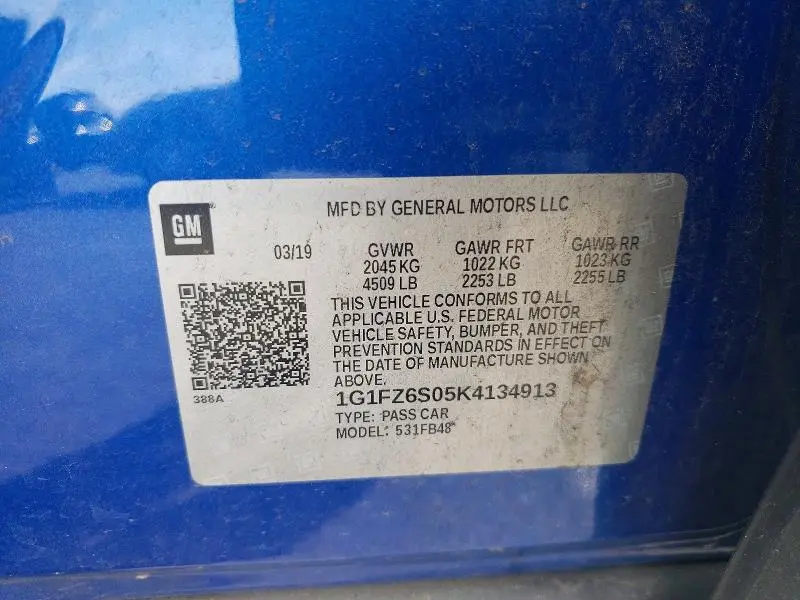 GM
MFD BY GENERAL MOTORS LLC
03/19 GVWR GAWR FRT GAWR RR
2045 KG 1022 KG 1023 KG
4509 LB 2253 LB 2255 LB
THIS VEHICLE CONFORMS TO ALL
APPLICABLE U.S. FEDERAL MOTOR
VEHICLE SAFETY, BUMPER, AND THEFT
PREVENTION STANDARDS IN EFFECT ON
THE DATE OF MANUFACTURE SHOWN
ABOVE.
388A
1G1FZ6S05K4134913
TYPE: PASS CAR
MODEL: 531FB48*